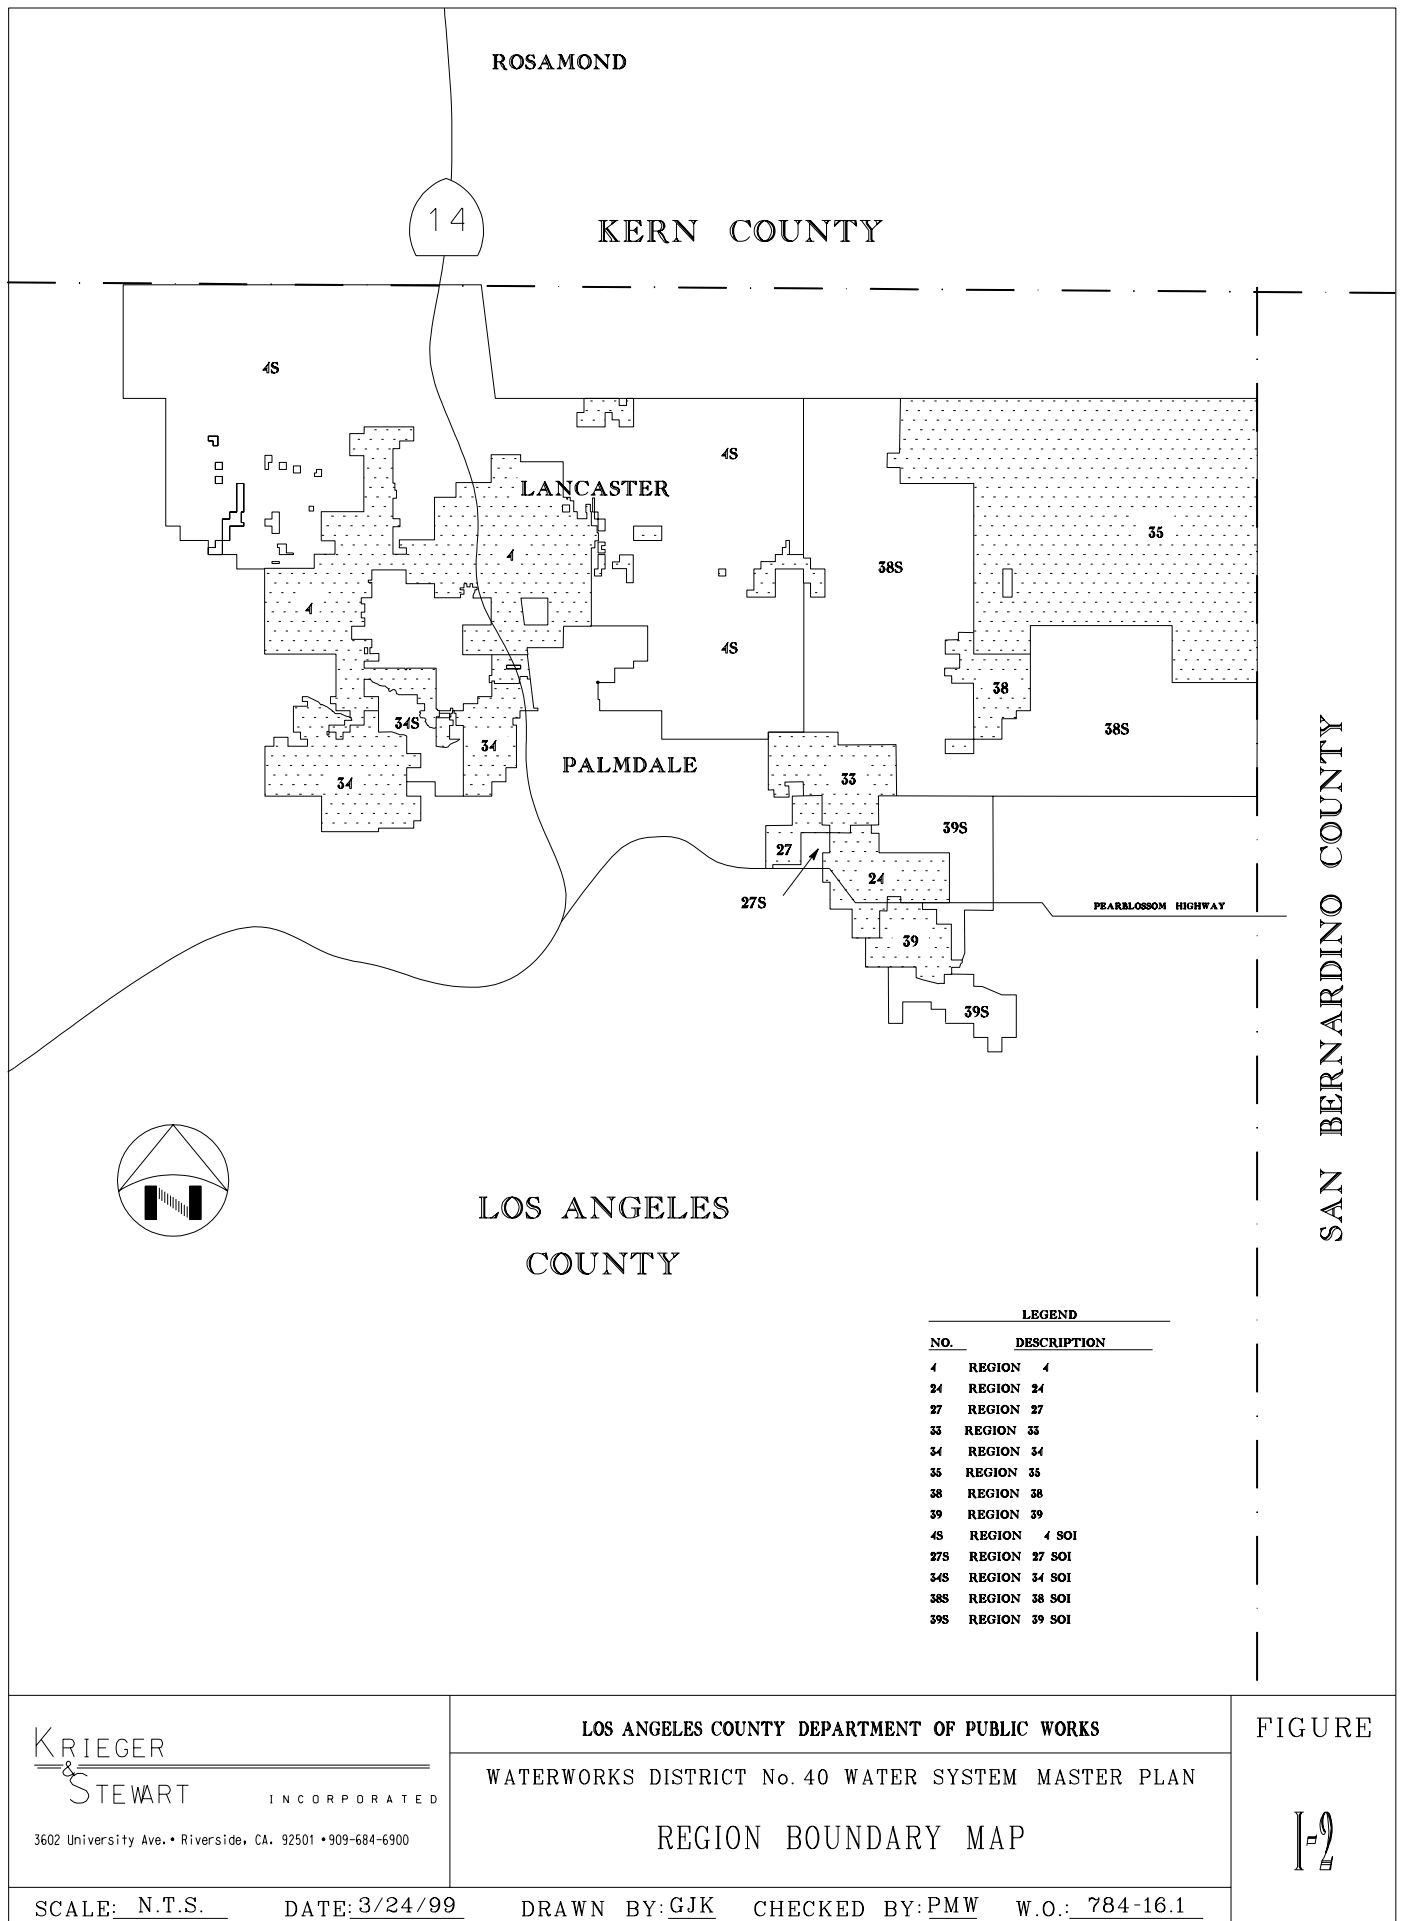 ROSAMOND
14
KERN COUNTY
4S
4S
LANCASTER
35
4
38S
4
4S
38
34S
38S
34
PALMDALE
34
33
39S
27
24
27S
PEARBLOSSOM HIGHWAY
39
39S
SAN BERNARDINO COUNTY
N
LOS ANGELES
COUNTY
LEGEND
NO. DESCRIPTION
4 REGION 4
24 REGION 24
27 REGION 27
33 REGION 33
34 REGION 34
35 REGION 35
38 REGION 38
39 REGION 39
4S REGION 4 SOI
27S REGION 27 SOI
34S REGION 34 SOI
38S REGION 38 SOI
39S REGION 39 SOI
KRIEGER
&
STEWART INCORPORATED
3602 University Ave. • Riverside, CA. 92501 • 909-684-6900
LOS ANGELES COUNTY DEPARTMENT OF PUBLIC WORKS
WATERWORKS DISTRICT No. 40 WATER SYSTEM MASTER PLAN
REGION BOUNDARY MAP
FIGURE
I-2
SCALE: N.T.S. DATE: 3/24/99 DRAWN BY: GJK CHECKED BY: PMW W.O.: 784-16.1